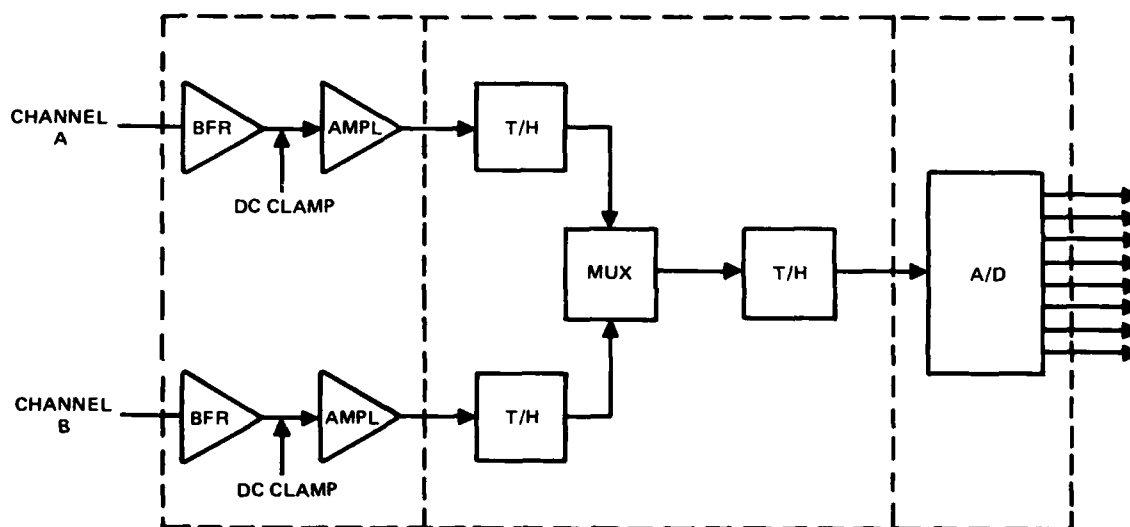 CHANNEL
A
BFR
AMPL
T/H
DC CLAMP
MUX
T/H
A/D
CHANNEL
B
BFR
AMPL
T/H
DC CLAMP